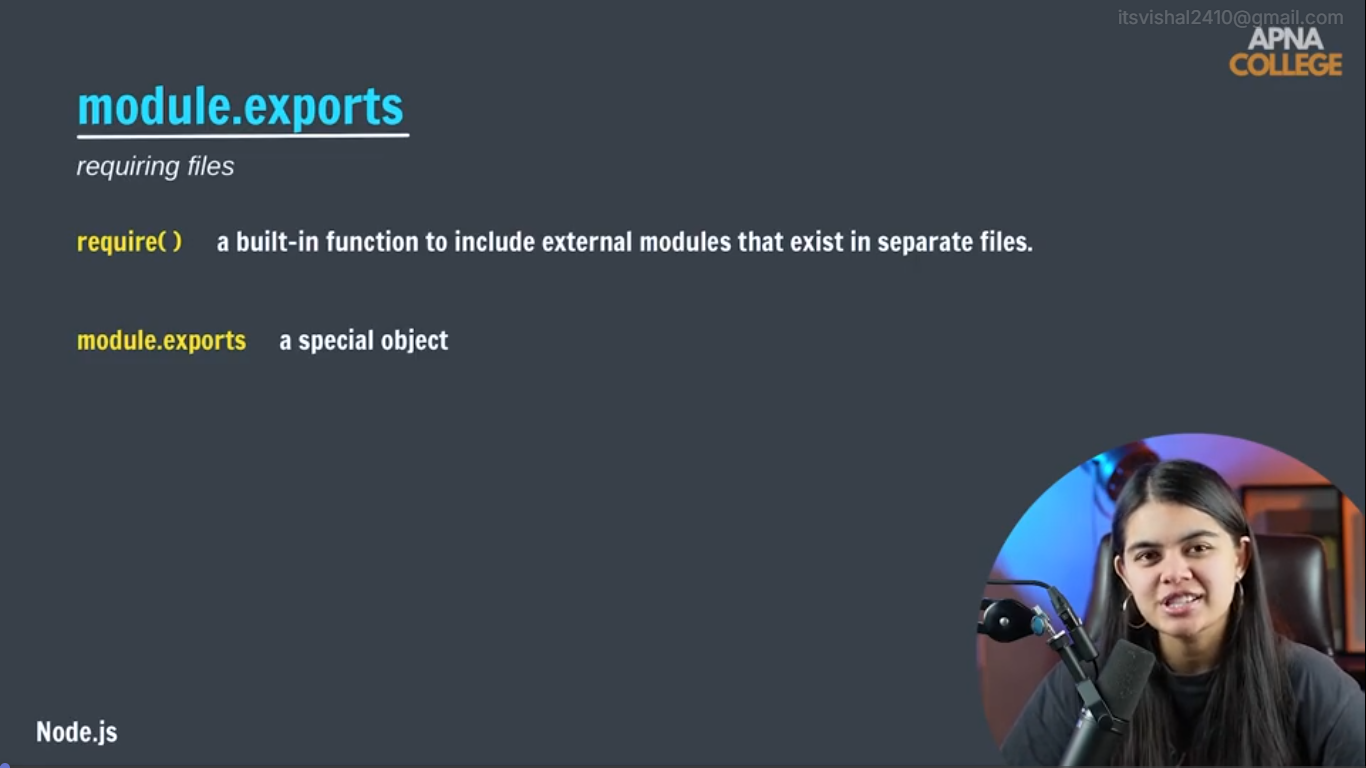 itsvishal2410@gmail.com
APNA
COLLEGE
module.exports
requiring files
require( ) a built-in function to include external modules that exist in separate files.
module.exports a special object
Node.js